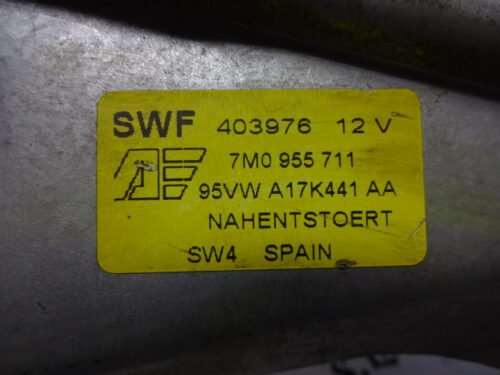 SWF 403976 12 V
7M0 955 711
95VW A17K441 AA
NAHENTSTOERT
SW4 SPAIN